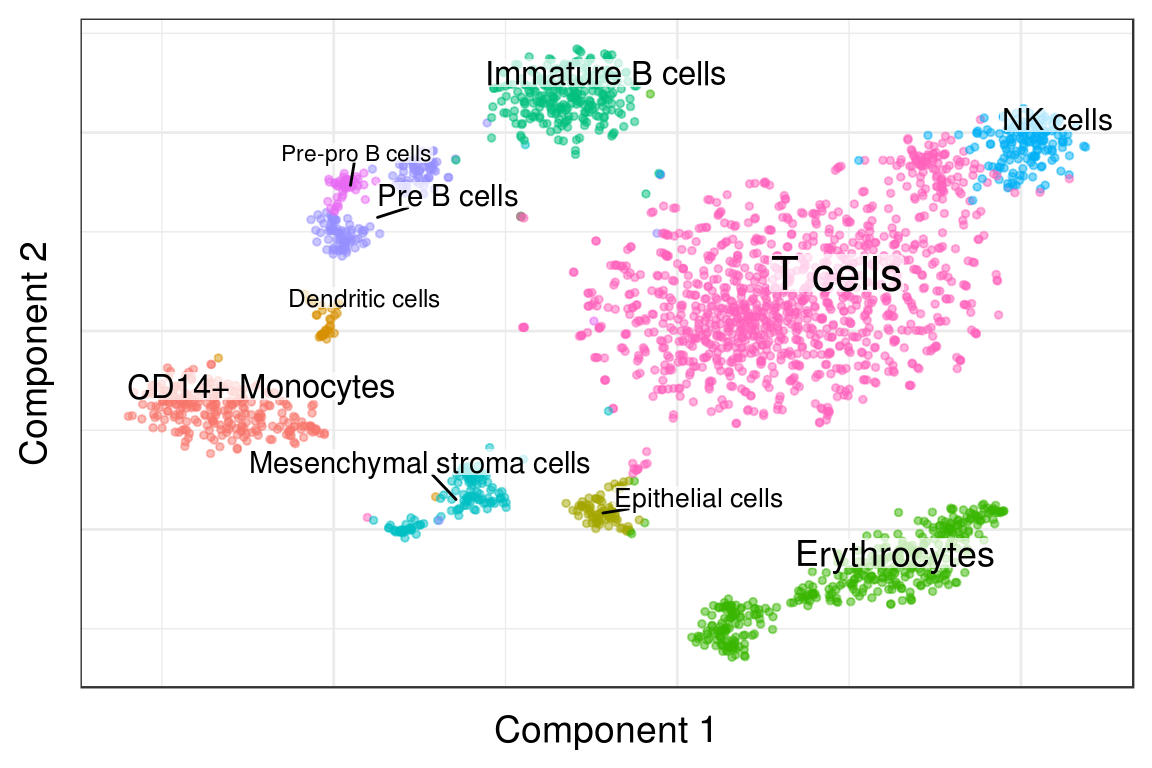 Immature B cells
NK cells
Pre-pro B cells
Pre B cells
T cells
Dendritic cells
CD14+ Monocytes
Mesenchymal stroma cells
Epithelial cells
Erythrocytes
Component 2
Component 1